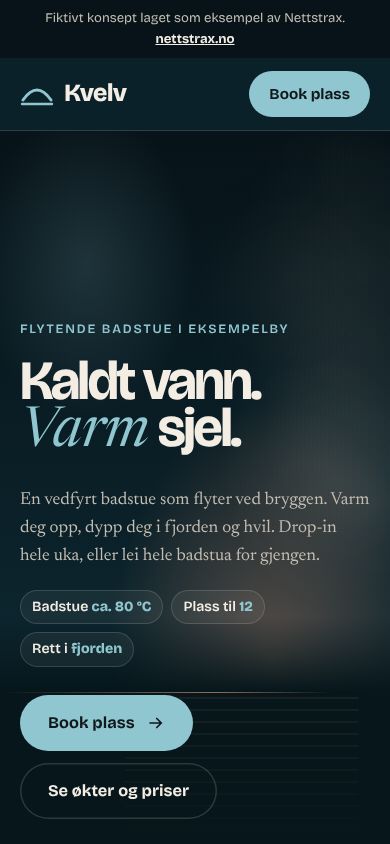 Fiktivt konsept laget som eksempel av Nettstrax.
nettstrax.no
Kvelv
Book plass
FLYTENDE BADSTUE I EKSEMPELBY
Kaldt vann.
Varm sjel.
En vedfyrt badstue som flyter ved bryggen. Varm
deg opp, dypp deg i fjorden og hvil. Drop-in
hele uka, eller lei hele badstua for gjengen.
Badstue ca. 80 °C
Plass til 12
Rett i fjorden
Book plass →
Se økter og priser